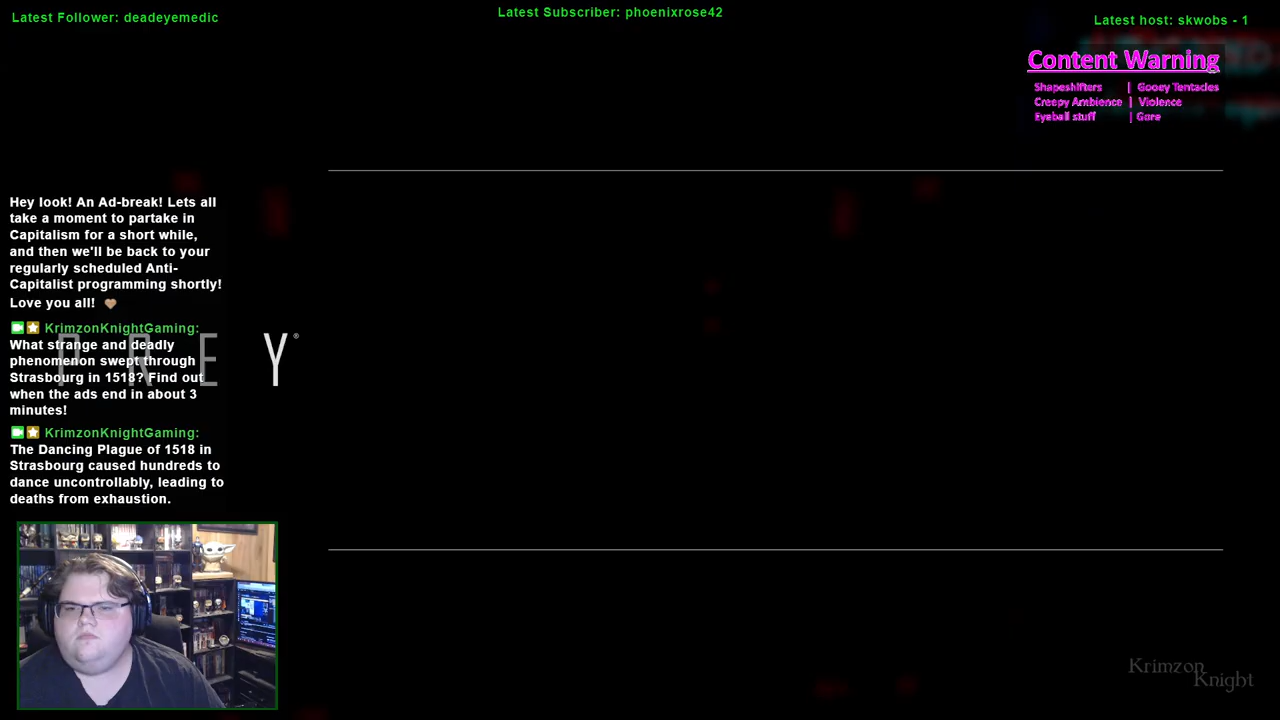 Latest Follower: deadeyemedic
Latest Subscriber: phoenixrose42
Latest host: skwobs - 1
Content Warning
Shapeshifters | Gooey Tentacles
Creepy Ambience | Violence
Eyeball stuff | Gore
Hey look! An Ad-break! Lets all
take a moment to partake in
Capitalism for a short while,
and then we'll be back to your
regularly scheduled Anti-
Capitalist programming shortly!
Love you all!
KrimzonKnightGaming:
What strange and deadly
phenomenon swept through
Strasbourg in 1518? Find out
when the ads end in about 3
minutes!
PREY®
KrimzonKnightGaming:
The Dancing Plague of 1518 in
Strasbourg caused hundreds to
dance uncontrollably, leading to
deaths from exhaustion.
Krimzon
Knight